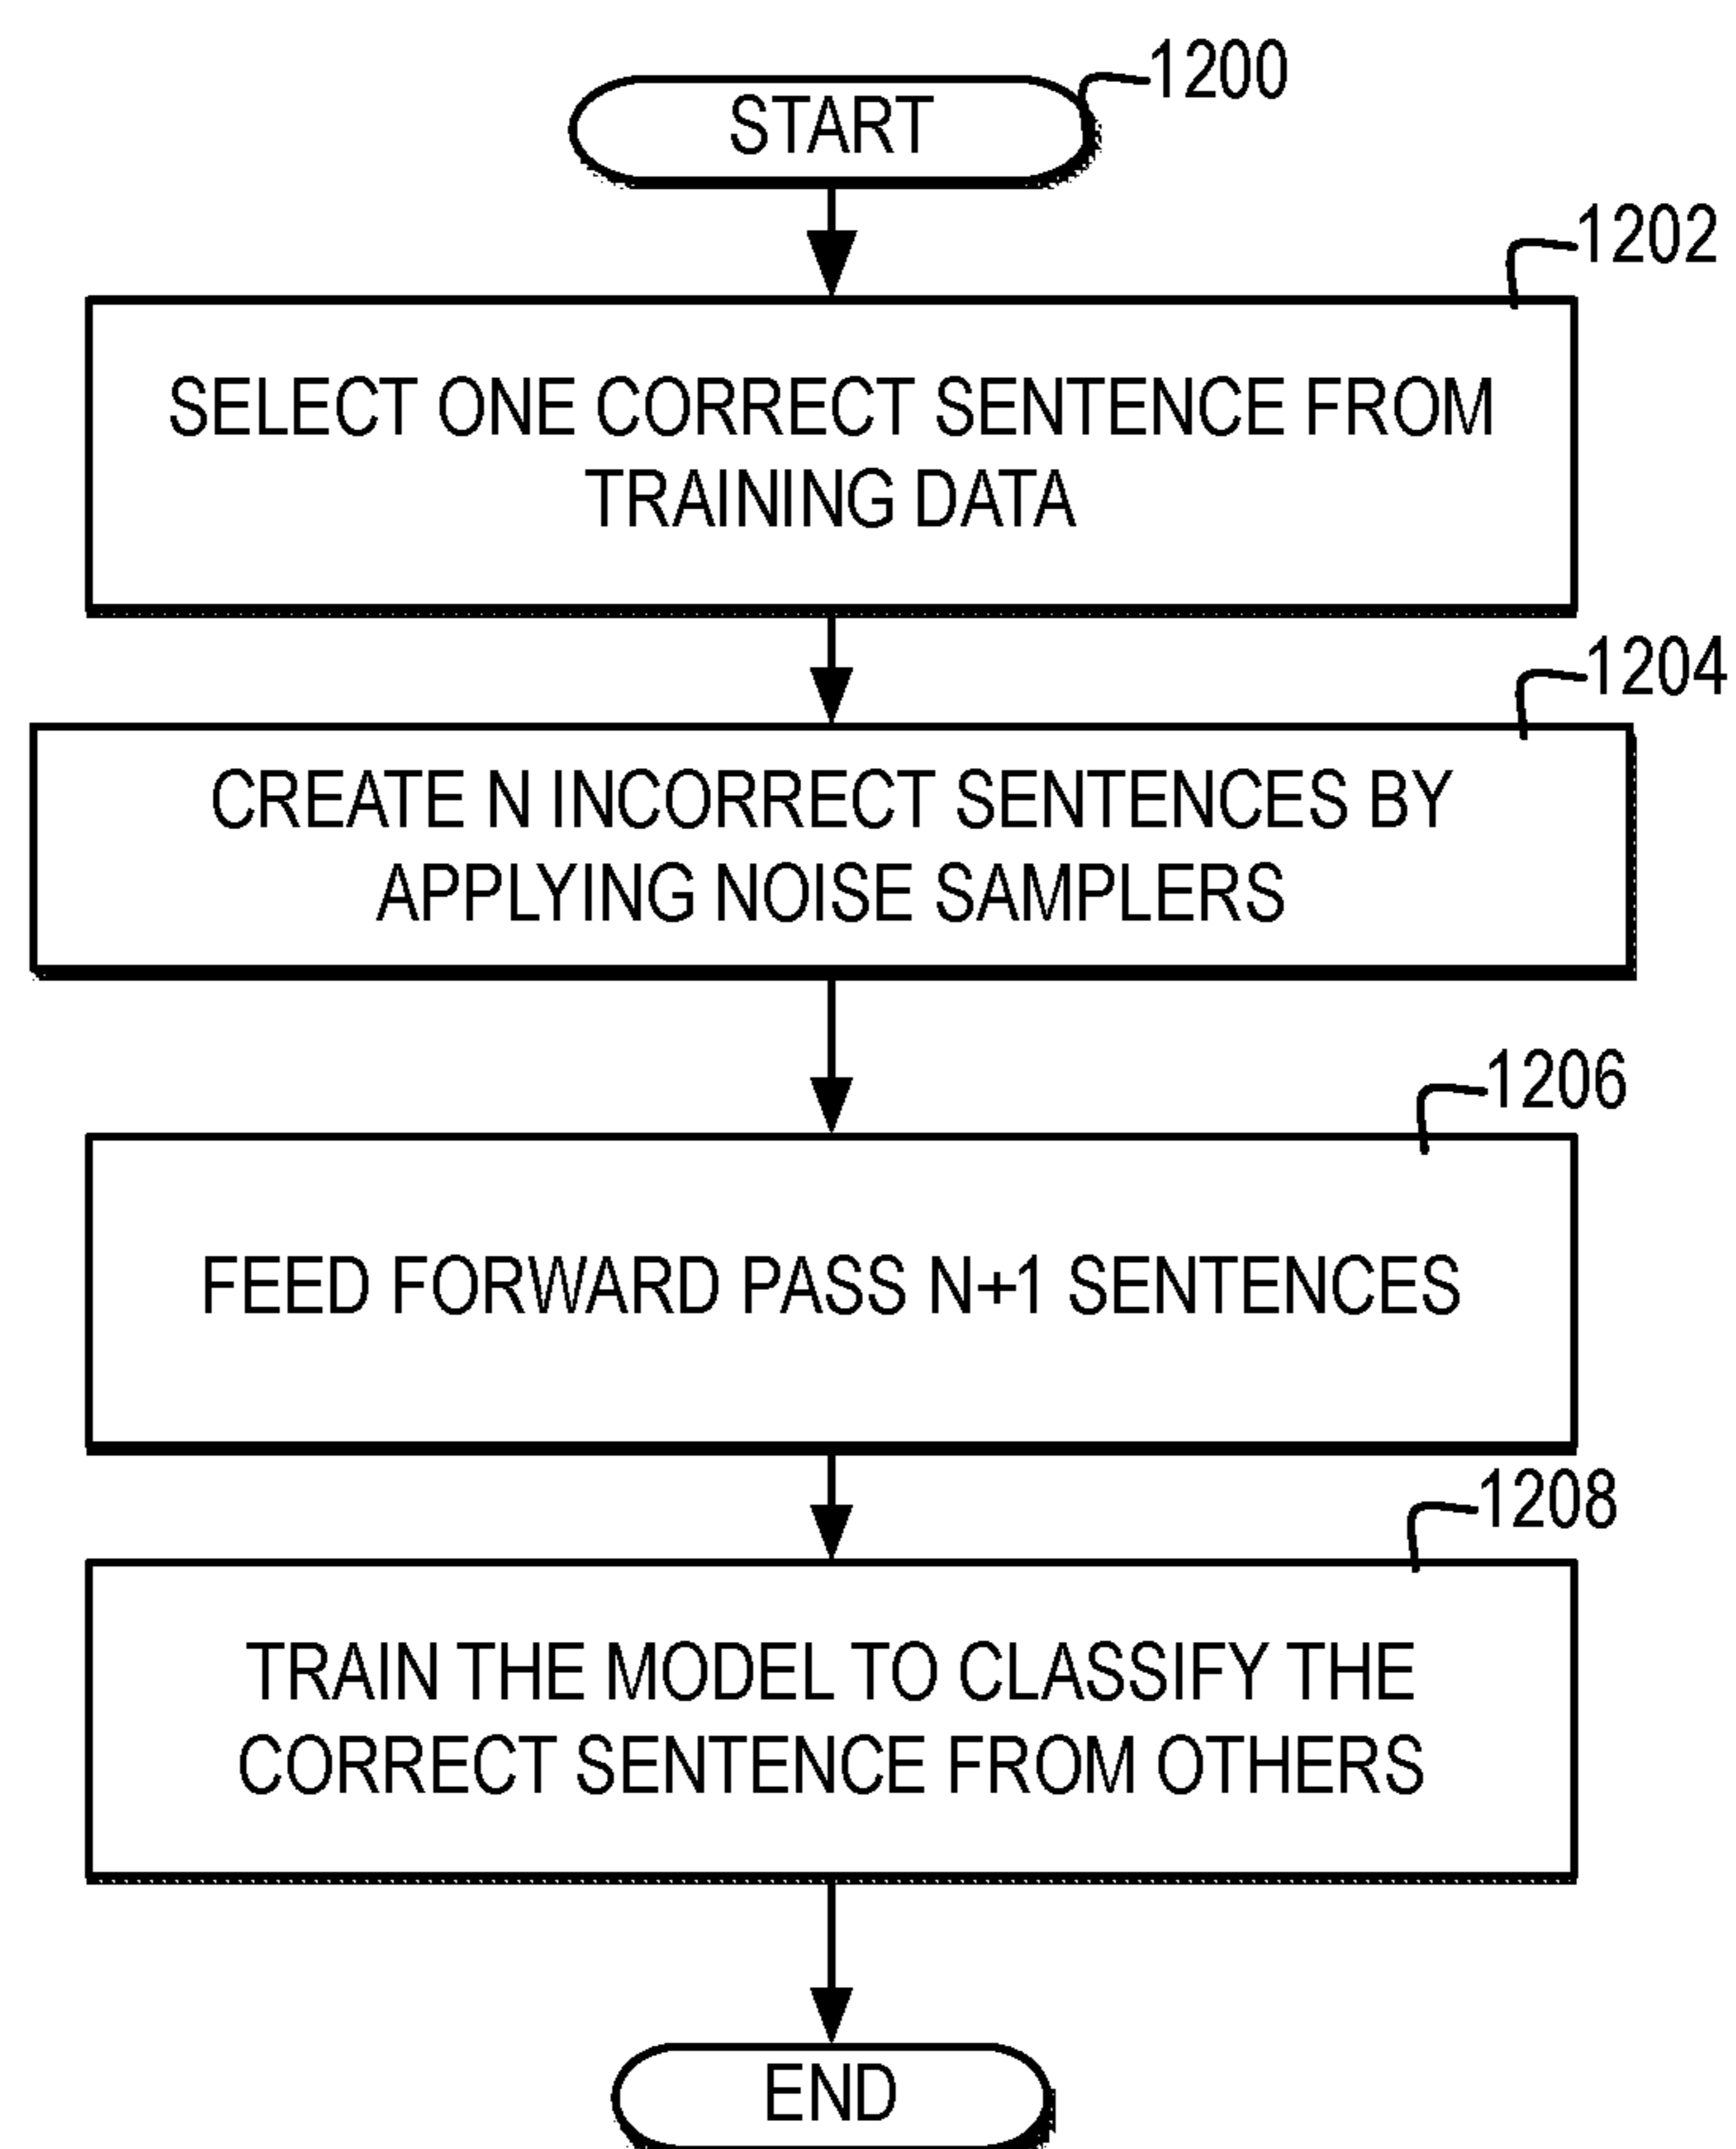 1200
START
1202
SELECT ONE CORRECT SENTENCE FROM
TRAINING DATA
1204
CREATE N INCORRECT SENTENCES BY
APPLYING NOISE SAMPLERS
1206
FEED FORWARD PASS N+1 SENTENCES
1208
TRAIN THE MODEL TO CLASSIFY THE
CORRECT SENTENCE FROM OTHERS
END